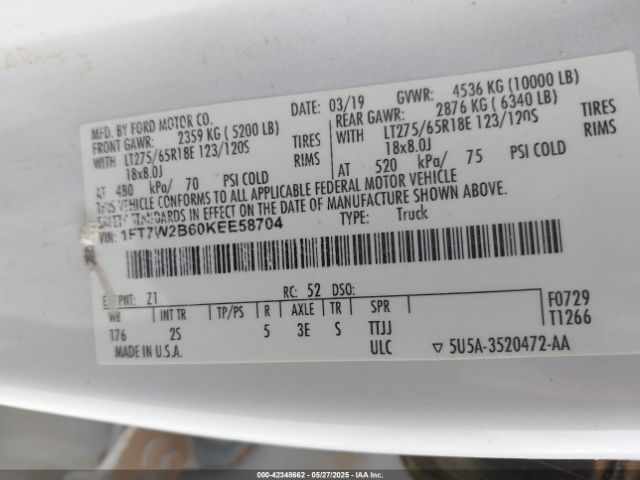 MFD. BY FORD MOTOR CO. DATE: 03/19 GVWR: 4536 KG (10000 LB)
FRONT GAWR: 2359 KG ( 5200 LB) REAR GAWR: 2876 KG ( 6340 LB)
WITH LT275/65R18E 123/120S TIRES WITH LT275/65R18E 123/120S TIRES
18x8.0J RIMS 18x8.0J RIMS
AT 480 kPa/ 70 PSI COLD AT 520 kPa/ 75 PSI COLD
THIS VEHICLE CONFORMS TO ALL APPLICABLE FEDERAL MOTOR VEHICLE
SAFETY STANDARDS IN EFFECT ON THE DATE OF MANUFACTURE SHOWN ABOVE.
VIN: 1FT7W2B60KEE58704 TYPE: Truck
PNT: Z1 RC: 52 DSO: F0729
WB INT TR TP/PS R AXLE TR SPR T1266
176 2S 5 3E S TTJJ
MADE IN U.S.A. ULC ▽ 5U5A-3520472-AA
000-42348662 - 05/27/2025 - IAAI.com